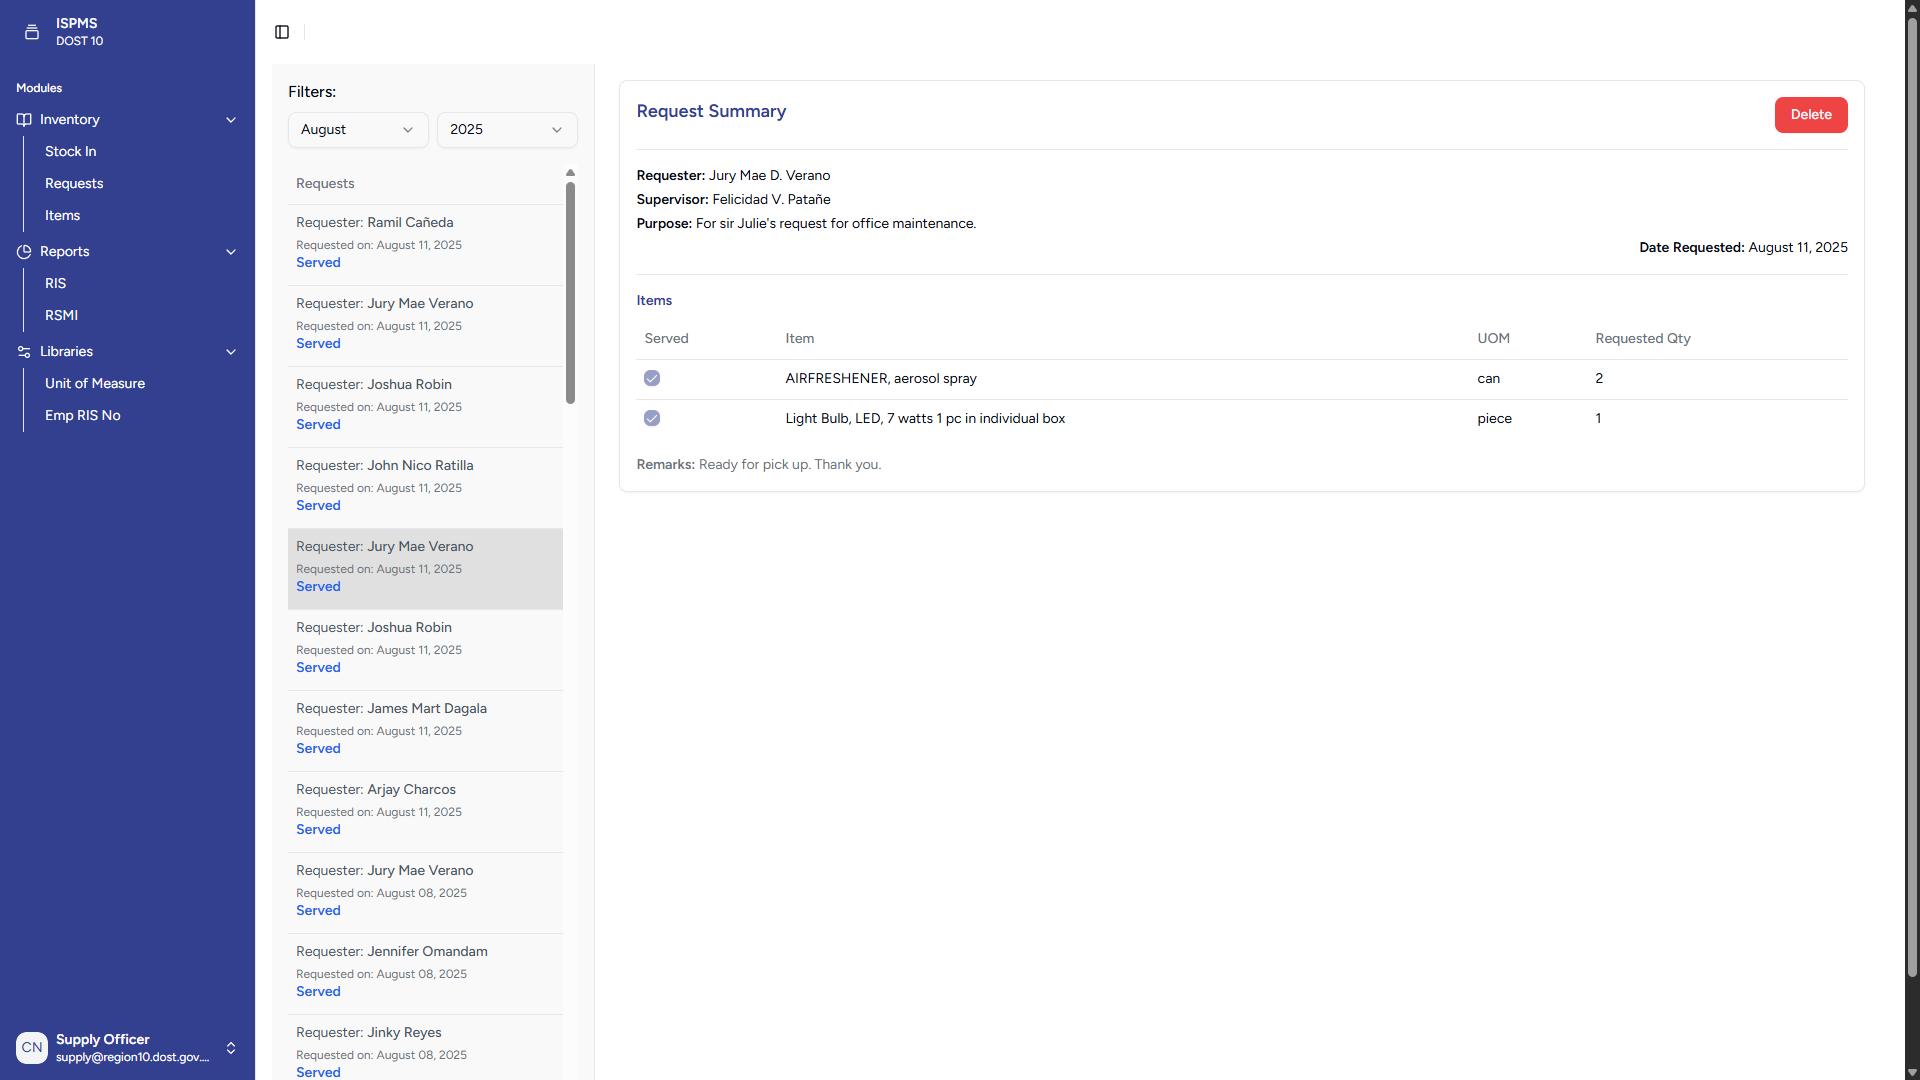 ISPMS
DOST 10
Modules
Inventory
Stock In
Requests
Items
Reports
RIS
RSMI
Libraries
Unit of Measure
Emp RIS No
CN
Supply Officer
supply@region10.dost.gov....
Filters:
August
2025
Requests
Requester: Ramil Cañeda
Requested on: August 11, 2025
Served
Requester: Jury Mae Verano
Requested on: August 11, 2025
Served
Requester: Joshua Robin
Requested on: August 11, 2025
Served
Requester: John Nico Ratilla
Requested on: August 11, 2025
Served
Requester: Jury Mae Verano
Requested on: August 11, 2025
Served
Requester: Joshua Robin
Requested on: August 11, 2025
Served
Requester: James Mart Dagala
Requested on: August 11, 2025
Served
Requester: Arjay Charcos
Requested on: August 11, 2025
Served
Requester: Jury Mae Verano
Requested on: August 08, 2025
Served
Requester: Jennifer Omandam
Requested on: August 08, 2025
Served
Requester: Jinky Reyes
Requested on: August 08, 2025
Served
Request Summary
Delete
Requester: Jury Mae D. Verano
Supervisor: Felicidad V. Patañe
Purpose: For sir Julie's request for office maintenance.
Date Requested: August 11, 2025
Items
Served Item UOM Requested Qty
AIRFRESHENER, aerosol spray can 2
Light Bulb, LED, 7 watts 1 pc in individual box piece 1
Remarks: Ready for pick up. Thank you.